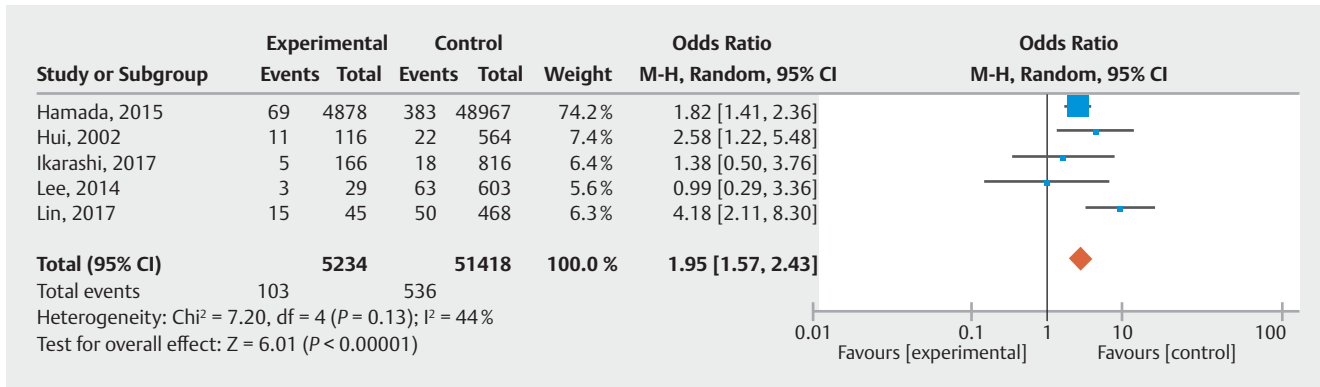 Experimental Control Odds Ratio Odds Ratio
Study or Subgroup Events Total Events Total Weight M-H, Random, 95% CI M-H, Random, 95% CI
Hamada, 2015 69 4878 383 48967 74.2% 1.82 [1.41, 2.36]
Hui, 2002 11 116 22 564 7.4% 2.58 [1.22, 5.48]
Ikarashi, 2017 5 166 18 816 6.4% 1.38 [0.50, 3.76]
Lee, 2014 3 29 63 603 5.6% 0.99 [0.29, 3.36]
Lin, 2017 15 45 50 468 6.3% 4.18 [2.11, 8.30]
Total (95% CI) 5234 51418 100.0 % 1.95 [1.57, 2.43]
Total events 103 536
Heterogeneity: Chi² = 7.20, df = 4 (P = 0.13); I² = 44%
Test for overall effect: Z = 6.01 (P < 0.00001)
0.01 0.1 1 10 100
Favours [experimental] Favours [control]